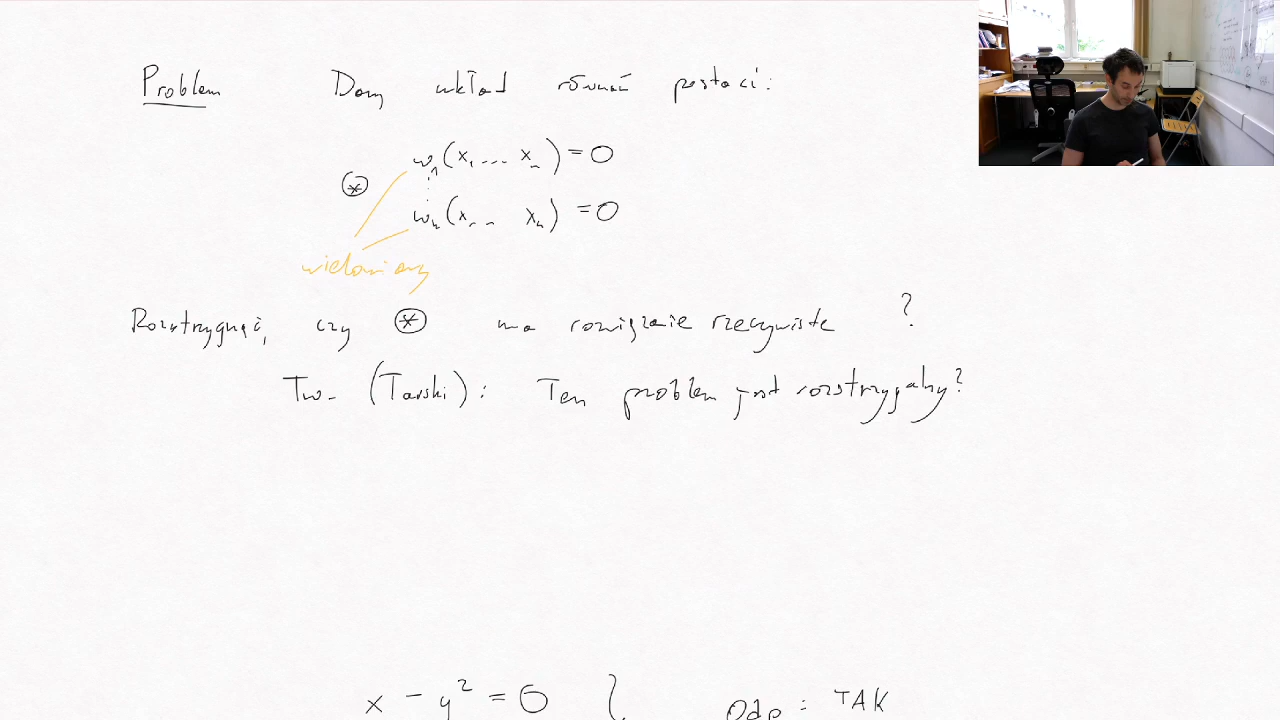 Problem Dany układ równań postaci:
w₁(x₁ ... xₙ) = 0
⊛
wₖ(x₁ .. xₙ) = 0
wielomiany
Rozstrzygnąć, czy ⊛ ma rozwiązanie rzeczywiste ?
Tw. (Tarski): Ten problem jest rozstrzygalny?
x - y² = 0 Odp: TAK